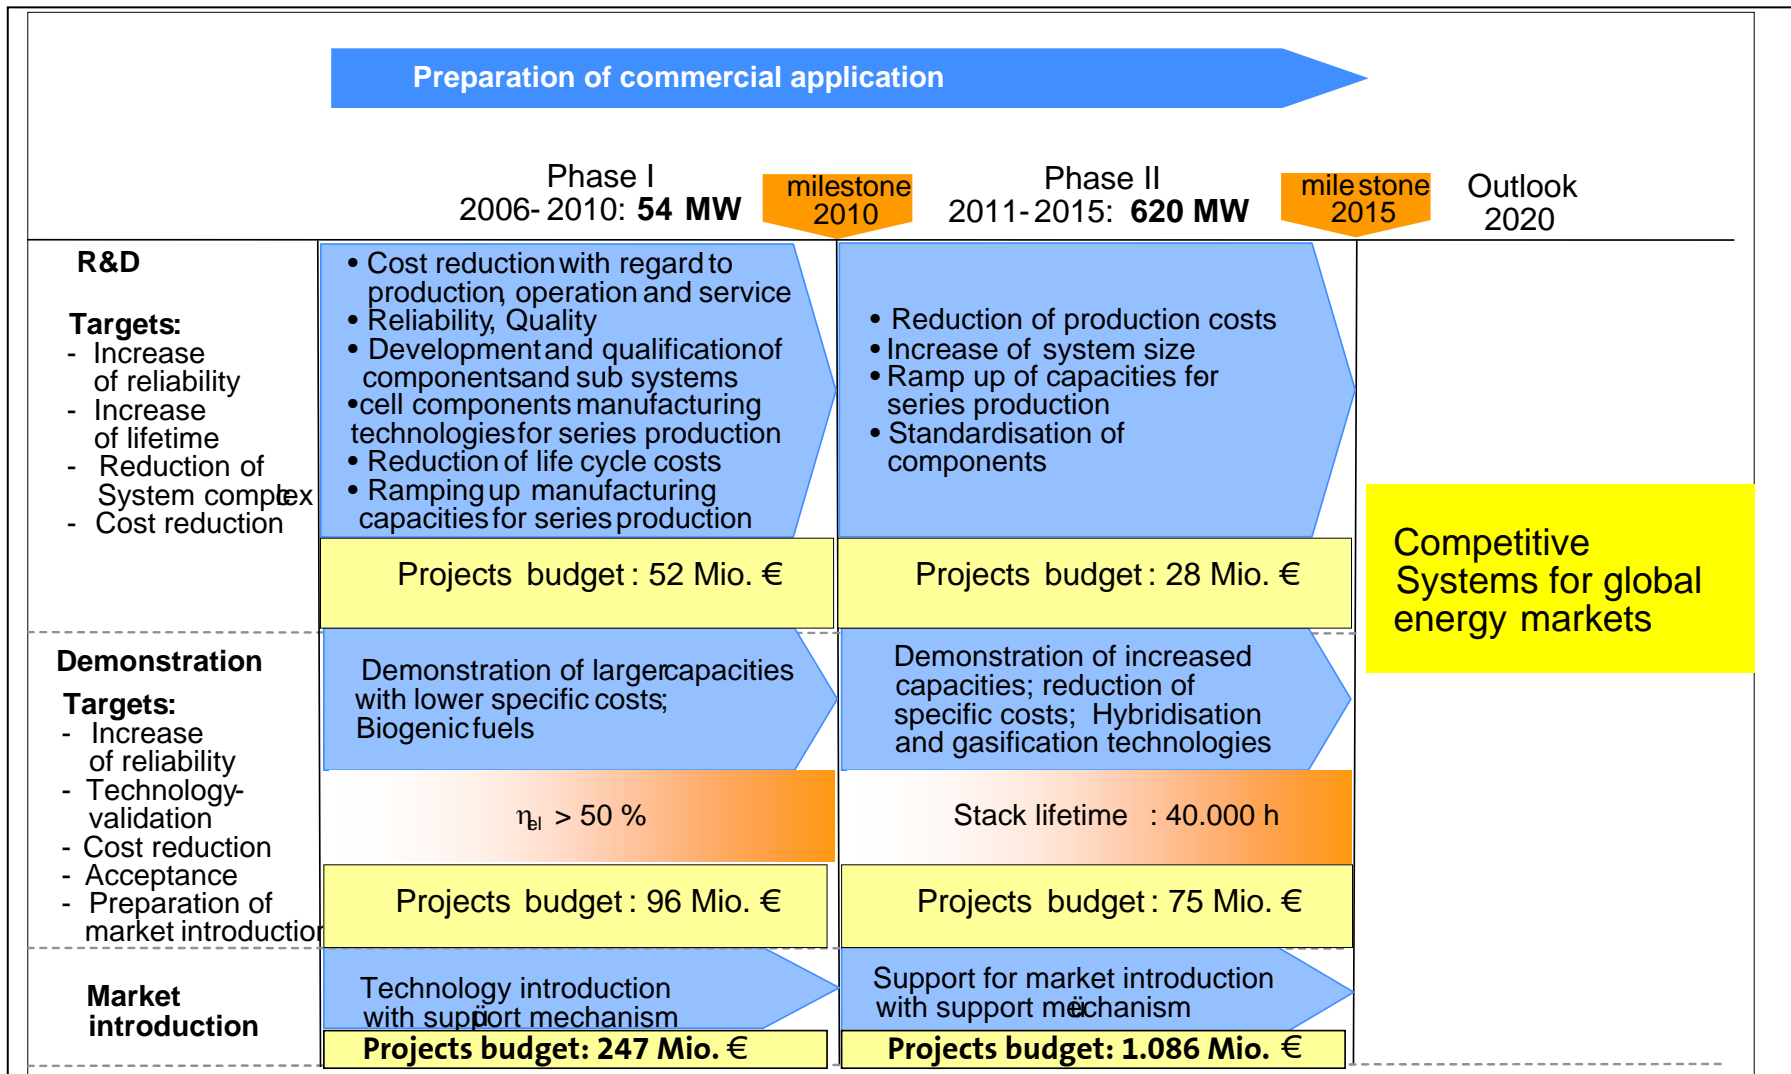 Preparation of commercial application
Phase I
2006-2010: 54 MW
milestone
2010
Phase II
2011-2015: 620 MW
milestone
2015
Outlook
2020
R&D
Targets:
- Increase
of reliability
- Increase
of lifetime
- Reduction of
System complex
- Cost reduction
• Cost reduction with regard to
production, operation and service
• Reliability, Quality
• Development and qualification of
components and sub systems
•cell components manufacturing
technologies for series production
• Reduction of life cycle costs
• Ramping up manufacturing
capacities for series production
• Reduction of production costs
• Increase of system size
• Ramp up of capacities for
series production
• Standardisation of
components
Projects budget : 52 Mio. €
Projects budget : 28 Mio. €
Competitive
Systems for global
energy markets
Demonstration
Targets:
- Increase
of reliability
- Technology-
validation
- Cost reduction
- Acceptance
- Preparation of
market introduction
Demonstration of larger capacities
with lower specific costs;
Biogenic fuels
Demonstration of increased
capacities; reduction of
specific costs; Hybridisation
and gasification technologies
ηel > 50 %
Stack lifetime : 40.000 h
Projects budget : 96 Mio. €
Projects budget : 75 Mio. €
Market
introduction
Technology introduction
with support mechanism
Support for market introduction
with support mechanism
Projects budget: 247 Mio. €
Projects budget: 1.086 Mio. €